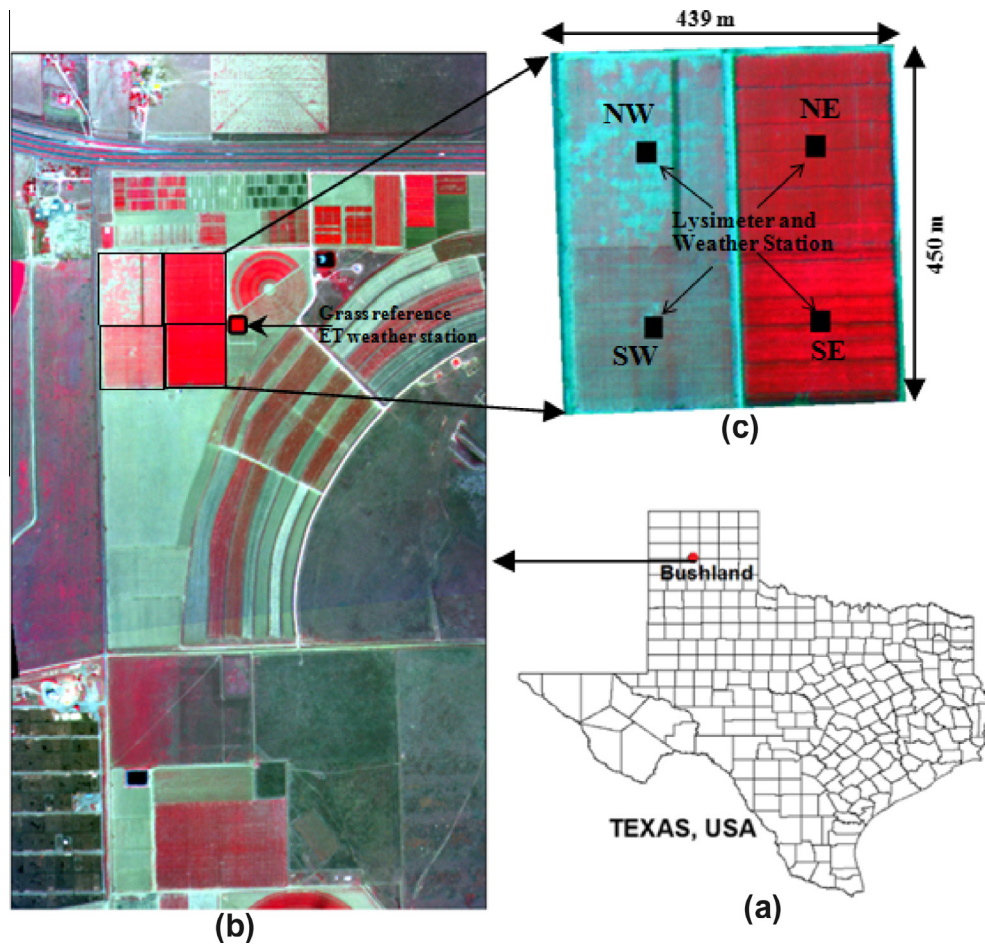 439 m
NW
NE
Lysimeter and
Weather Station
450 m
SW
SE
(c)
Grass reference
ET weather station
Bushland
TEXAS, USA
(a)
(b)